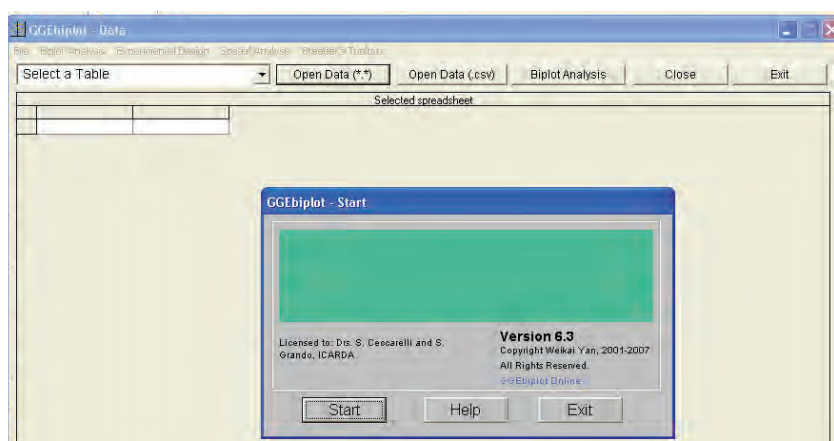 GGEbiplot - Data
File Biplot Analysis Experimental Design Spatial Analysis Breeder's Toolbox
Select a Table Open Data (*.*) Open Data (.csv) Biplot Analysis Close Exit
Selected spreadsheet
GGEbiplot - Start
Licensed to: Drs. S. Ceccarelli and S.
Grando, ICARDA
Version 6.3
Copyright Weikai Yan, 2001-2007
All Rights Reserved.
GGEbiplot Online
Start Help Exit